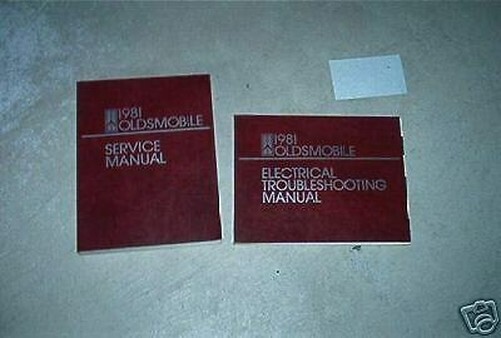 1981
OLDSMOBILE
SERVICE
MANUAL
1981
OLDSMOBILE
ELECTRICAL
TROUBLESHOOTING
MANUAL